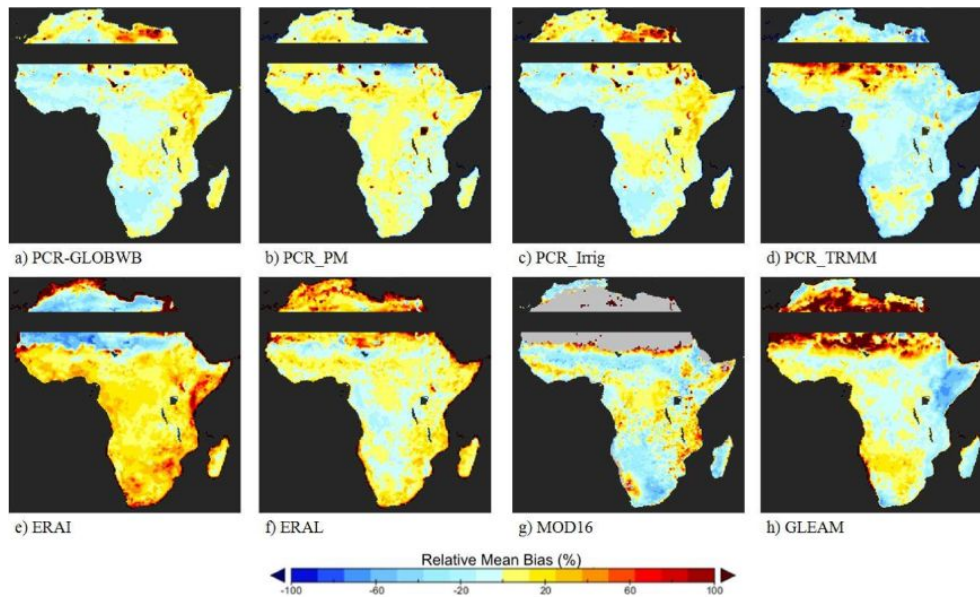 a) PCR-GLOBWB b) PCR_PM c) PCR_Irrig d) PCR_TRMM
e) ERAI f) ERAL g) MOD16 h) GLEAM
Relative Mean Bias (%)
-100 -60 -20 20 60 100